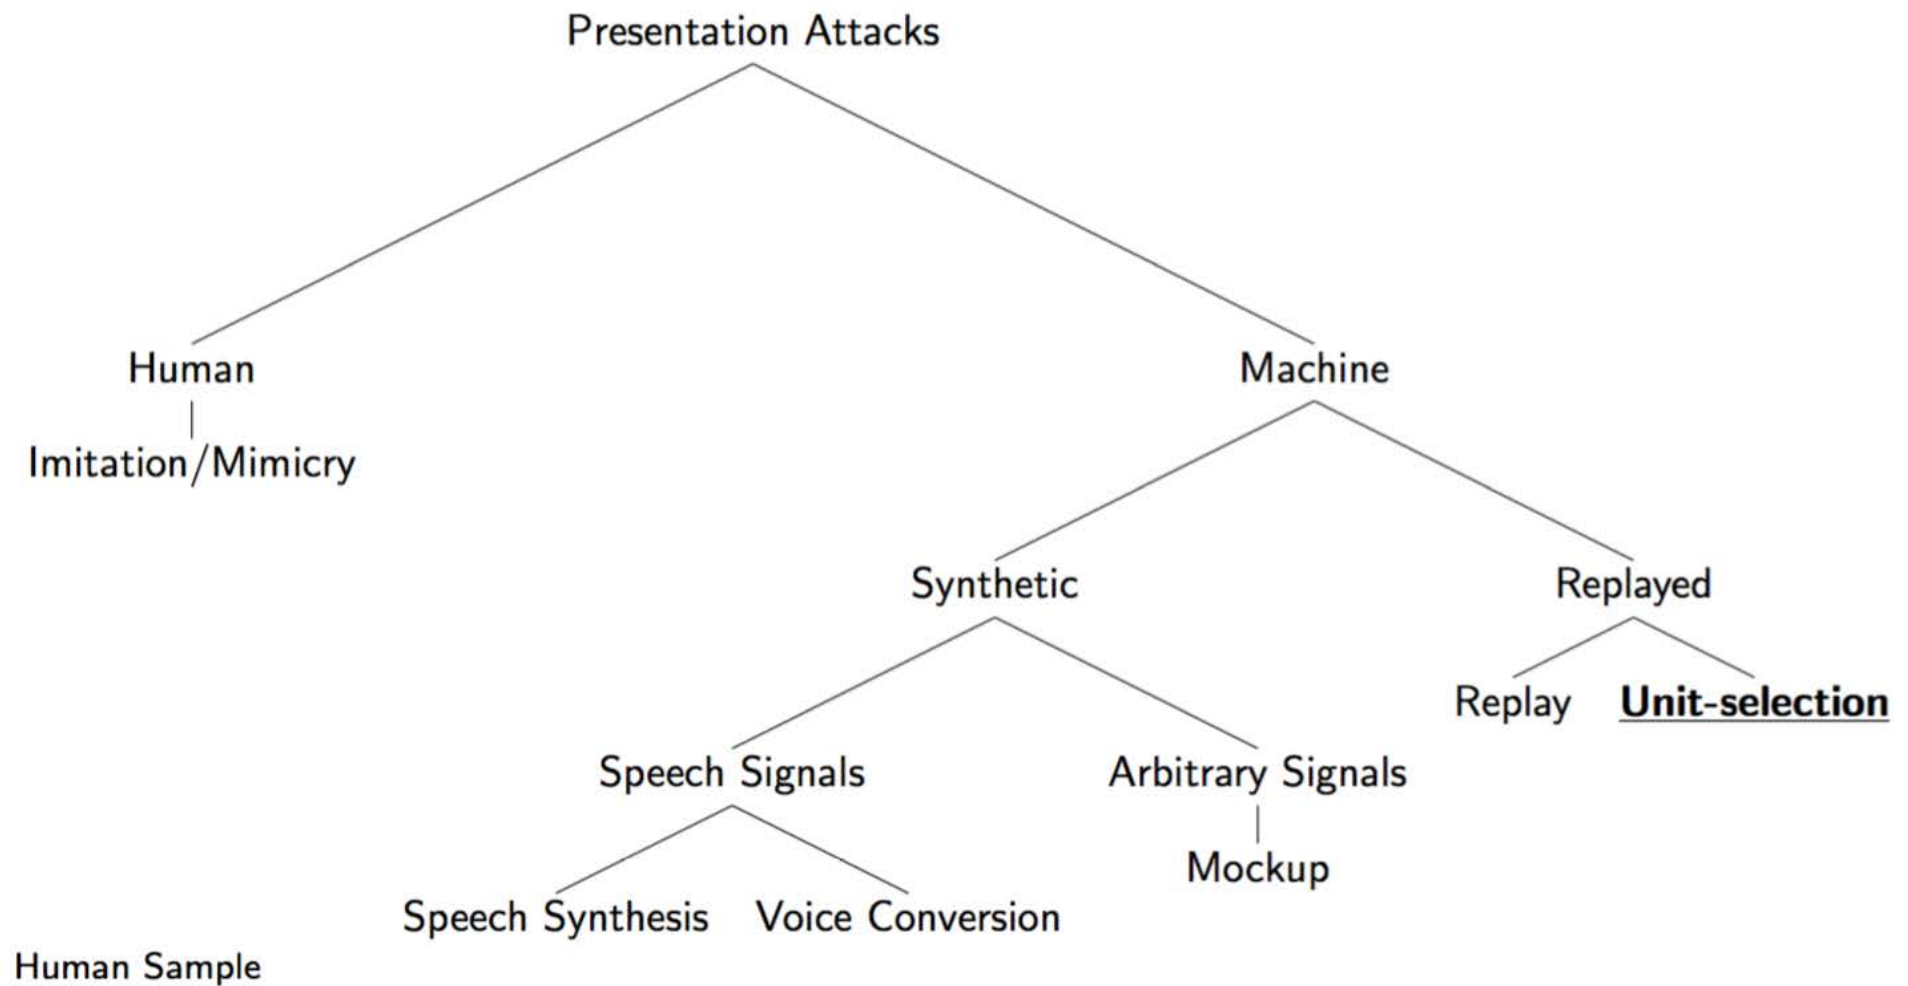 Presentation Attacks
Human
Machine
Imitation/Mimicry
Synthetic
Replayed
Replay
Unit-selection
Speech Signals
Arbitrary Signals
Mockup
Speech Synthesis
Voice Conversion
Human Sample